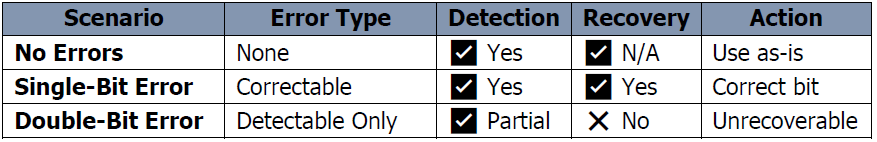 Scenario Error Type Detection Recovery Action
No Errors None ✓ Yes ✓ N/A Use as-is
Single-Bit Error Correctable ✓ Yes ✓ Yes Correct bit
Double-Bit Error Detectable Only ✓ Partial ✕ No Unrecoverable